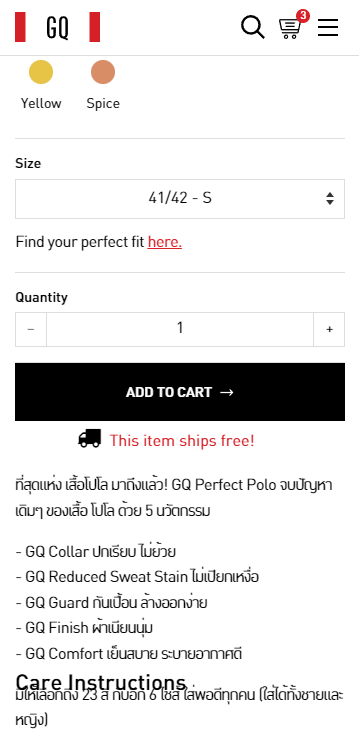 GQ
3
Yellow Spice
Size
41/42 - S
Find your perfect fit here.
Quantity
− 1 +
ADD TO CART →
This item ships free!
ที่สุดแห่ง เสื้อโปโล มาถึงแล้ว! GQ Perfect Polo จบปัญหา
เดิมๆ ของเสื้อ โปโล ด้วย 5 นวัตกรรม
- GQ Collar ปกเรียบ ไม่ย้วย
- GQ Reduced Sweat Stain ไม่เปียกเหงื่อ
- GQ Guard กันเปื้อน ล้างออกง่าย
- GQ Finish ผ้าเนียนนุ่ม
- GQ Comfort เย็นสบาย ระบายอากาศดี
Care Instructions
มีให้เลือกถึง 23 สี กับอีก 6 ไซส์ ใส่พอดีทุกคน (ใส่ได้ทั้งชายและ
หญิง)